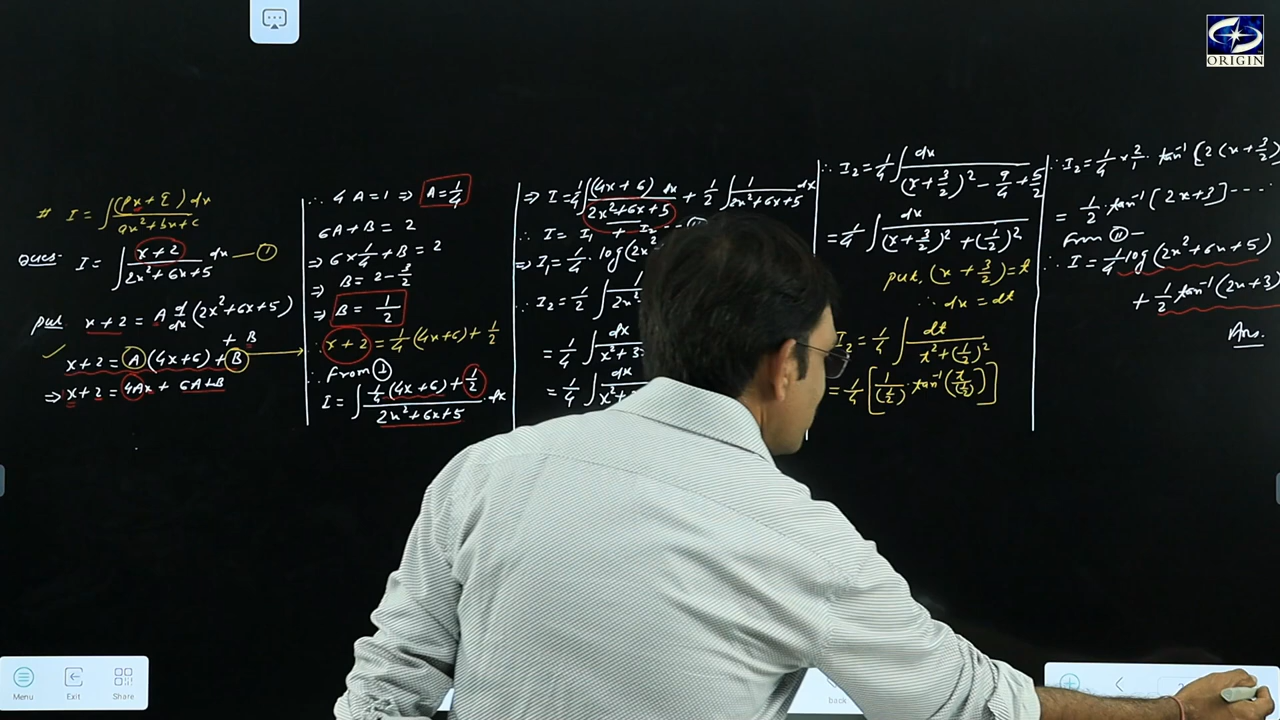 # I = ∫ (px + q) dx / ax² + bx + c
Ques- I = ∫ x+2 / 2x²+6x+5 dx — ①
put x+2 = A d/dx (2x²+6x+5) + B
x+2 = A (4x+6) + B
⇒ x+2 = 4Ax + 6A+B
∴ 4A = 1 ⇒ A = 1/4
6A+B = 2
⇒ 6×1/4 + B = 2
⇒ B = 2 - 3/2
⇒ B = 1/2
∴ x+2 = 1/4 (4x+6) + 1/2
∴ From ①
I = ∫ 1/4 (4x+6) + 1/2 / 2x²+6x+5 · dx
⇒ I = 1/4 ∫ (4x+6) dx / 2x²+6x+5 + 1/2 ∫ 1 / 2x²+6x+5 dx
∴ I = I₁ + I₂
⇒ I₁ = 1/4 · log (2x
∴ I₂ = 1/2 ∫ 1 / 2x
= 1/4 ∫ dx / x²+3
= 1/4 ∫ dx / x²+
∴ I₂ = 1/4 ∫ dx / (x+3/2)² - 9/4 + 5/2
= 1/4 ∫ dx / (x+3/2)² + (1/2)²
put, (x + 3/2) = t
∴ dx = dt
I₂ = 1/4 ∫ dt / t² + (1/2)²
= 1/4 [ 1/(1/2) · tan⁻¹ (t/(1/2)) ]
∴ I₂ = 1/4 × 2/1 · tan⁻¹ [2(x + 3/2)
= 1/2 · tan⁻¹ [2x+3] ----
From ⑪ —
∴ I = 1/4 log (2x²+6x+5)
+ 1/2 tan⁻¹ (2x+3)
Ans.
ORIGIN
Menu
Exit
Share
back